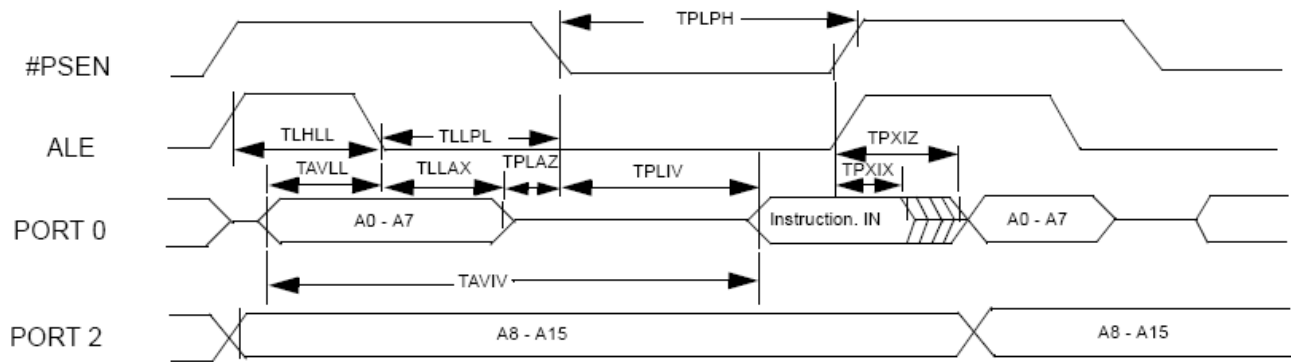 TPLPH
#PSEN
TLHLL
TLLPL
TPXIZ
ALE
TAVLL
TLLAX
TPLAZ
TPLIV
TPXIX
PORT 0
A0 - A7
Instruction. IN
A0 - A7
TAVIV
PORT 2
A8 - A15
A8 - A15